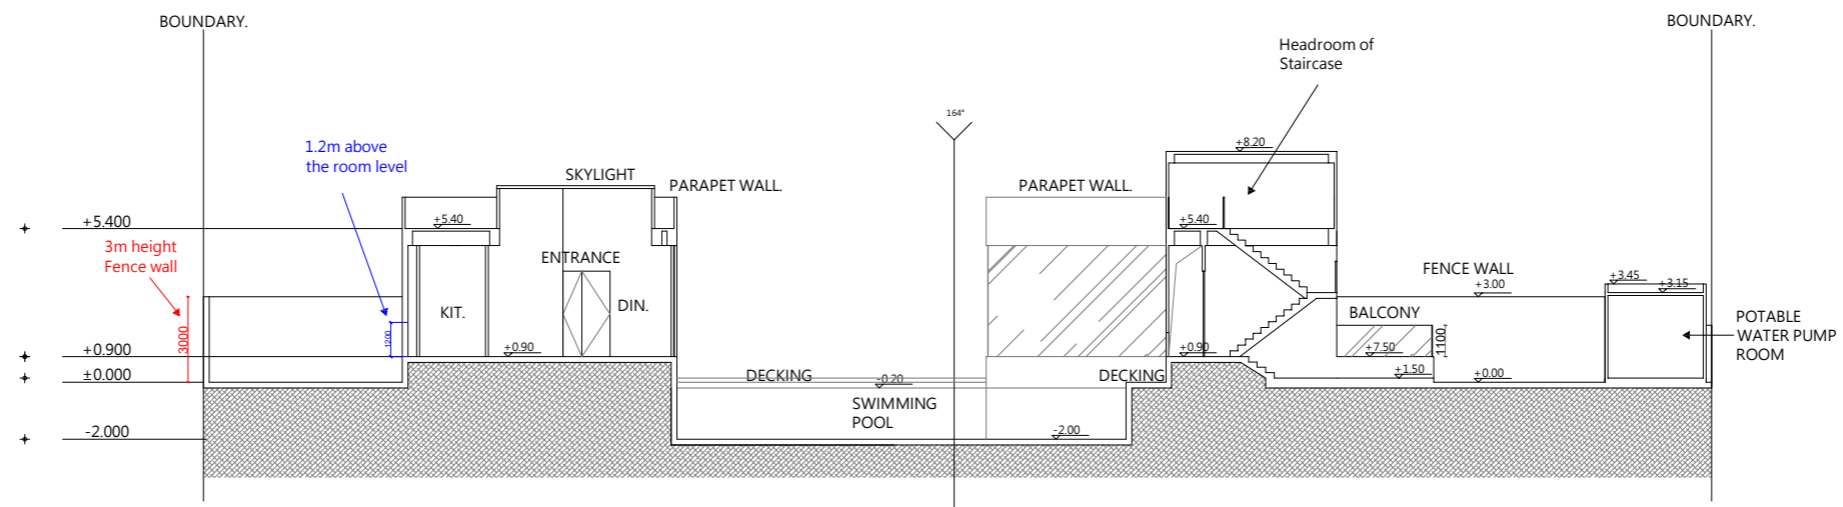 BOUNDARY.
BOUNDARY.
Headroom of
Staircase
164°
1.2m above
the room level
+8.20
SKYLIGHT
PARAPET WALL.
PARAPET WALL.
+5.400
+5.40
+5.40
3m height
Fence wall
ENTRANCE
FENCE WALL
+3.00
+3.45
+3.15
KIT.
DIN.
BALCONY
POTABLE
WATER PUMP
ROOM
3000
1200
1100
+0.900
+0.90
+0.90
+7.50
±0.000
DECKING
-0.20
DECKING
+1.50
+0.00
SWIMMING
POOL
-2.000
-2.00